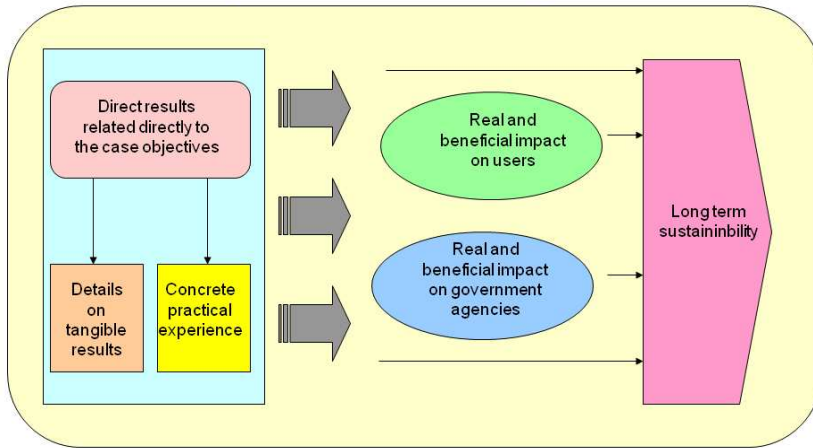 Direct results
related directly to
the case objectives
Details
on
tangible
results
Concrete
practical
experience
Real and
beneficial impact
on users
Real and
beneficial impact
on government
agencies
Long term
sustaininbility